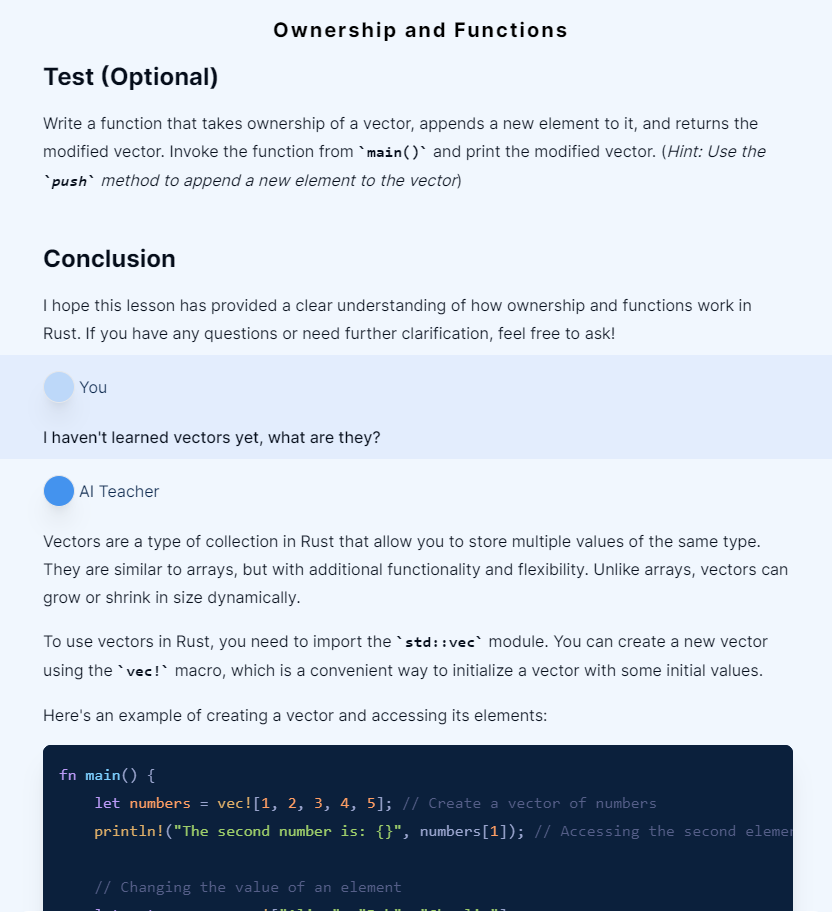 Ownership and Functions
Test (Optional)
Write a function that takes ownership of a vector, appends a new element to it, and returns the
modified vector. Invoke the function from `main()` and print the modified vector. (Hint: Use the
`push` method to append a new element to the vector)
Conclusion
I hope this lesson has provided a clear understanding of how ownership and functions work in
Rust. If you have any questions or need further clarification, feel free to ask!
You
I haven't learned vectors yet, what are they?
AI Teacher
Vectors are a type of collection in Rust that allow you to store multiple values of the same type.
They are similar to arrays, but with additional functionality and flexibility. Unlike arrays, vectors can
grow or shrink in size dynamically.
To use vectors in Rust, you need to import the `std::vec` module. You can create a new vector
using the `vec!` macro, which is a convenient way to initialize a vector with some initial values.
Here's an example of creating a vector and accessing its elements:
fn main() {
    let numbers = vec![1, 2, 3, 4, 5]; // Create a vector of numbers
    println!("The second number is: {}", numbers[1]); // Accessing the second elemen
    // Changing the value of an element